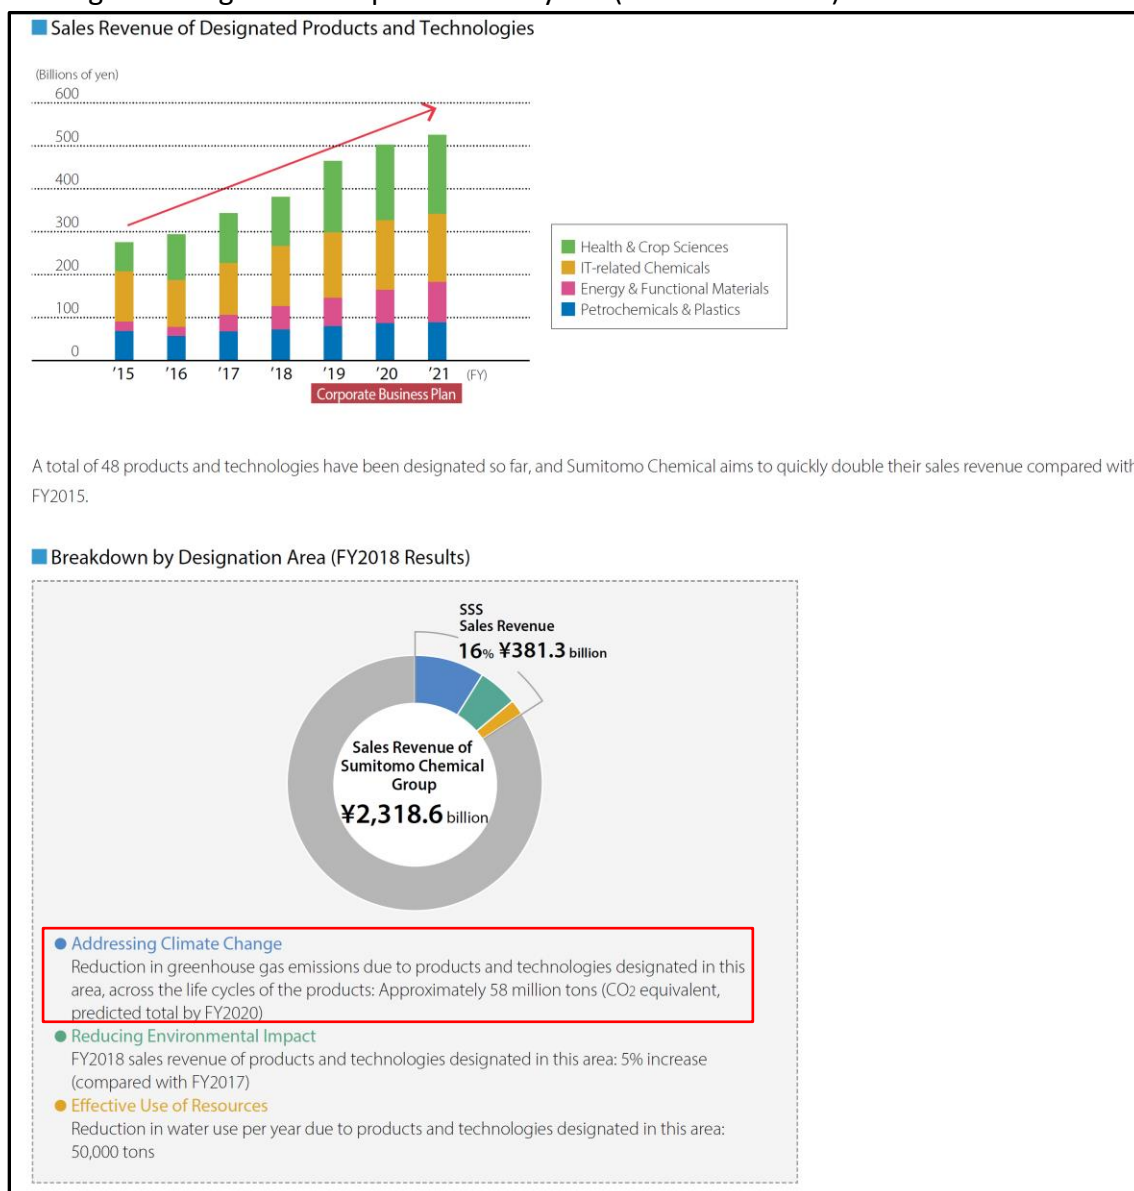 Sales Revenue of Designated Products and Technologies
(Billions of yen)
600
500
400
300
200
100
0
'15 '16 '17 '18 '19 '20 '21 (FY)
Corporate Business Plan
Health & Crop Sciences
IT-related Chemicals
Energy & Functional Materials
Petrochemicals & Plastics
A total of 48 products and technologies have been designated so far, and Sumitomo Chemical aims to quickly double their sales revenue compared with
FY2015.
Breakdown by Designation Area (FY2018 Results)
SSS
Sales Revenue
16% ¥381.3 billion
Sales Revenue of
Sumitomo Chemical
Group
¥2,318.6 billion
Addressing Climate Change
Reduction in greenhouse gas emissions due to products and technologies designated in this
area, across the life cycles of the products: Approximately 58 million tons (CO2 equivalent,
predicted total by FY2020)
Reducing Environmental Impact
FY2018 sales revenue of products and technologies designated in this area: 5% increase
(compared with FY2017)
Effective Use of Resources
Reduction in water use per year due to products and technologies designated in this area:
50,000 tons